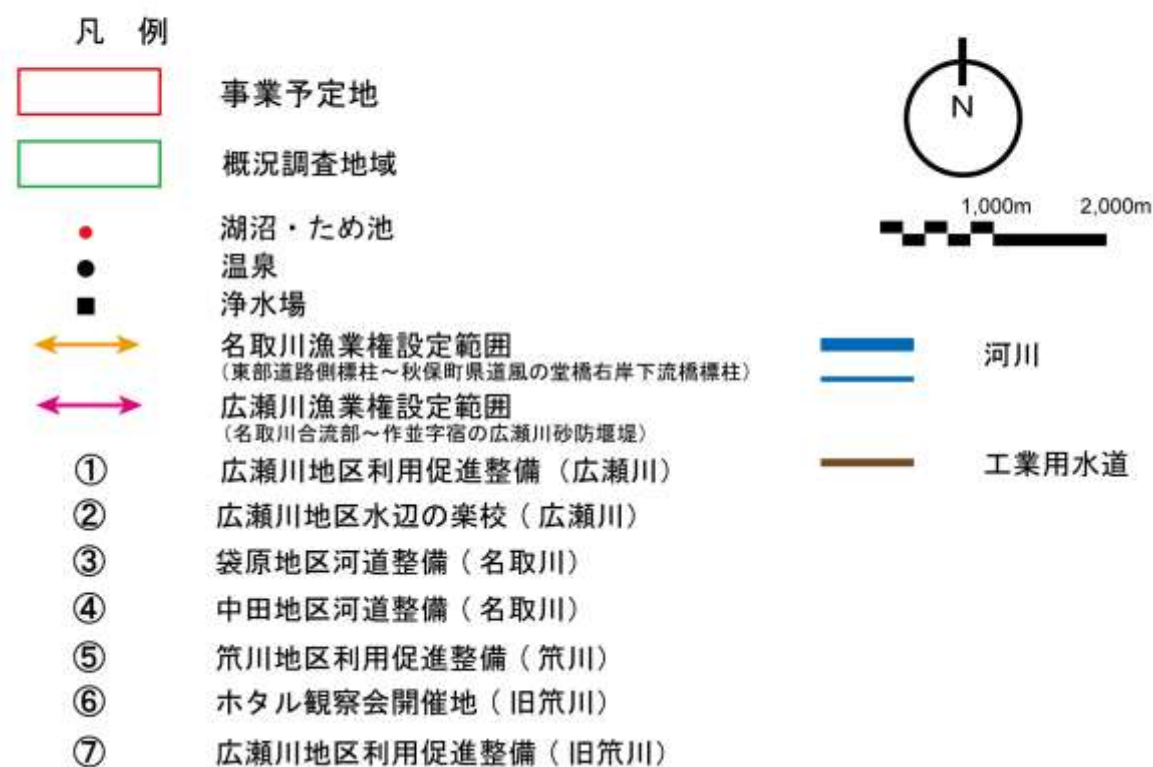 凡 例
事業予定地
概況調査地域
湖沼・ため池
温泉
浄水場
名取川漁業権設定範囲
（東部道路側標柱～秋保町県道風の堂橋右岸下流橋標柱）
広瀬川漁業権設定範囲
（名取川合流部～作並字宿の広瀬川砂防堰堤）
① 広瀬川地区利用促進整備（広瀬川）
② 広瀬川地区水辺の楽校（広瀬川）
③ 袋原地区河道整備（名取川）
④ 中田地区河道整備（名取川）
⑤ 笊川地区利用促進整備（笊川）
⑥ ホタル観察会開催地（旧笊川）
⑦ 広瀬川地区利用促進整備（旧笊川）
N
1,000m 2,000m
河川
工業用水道